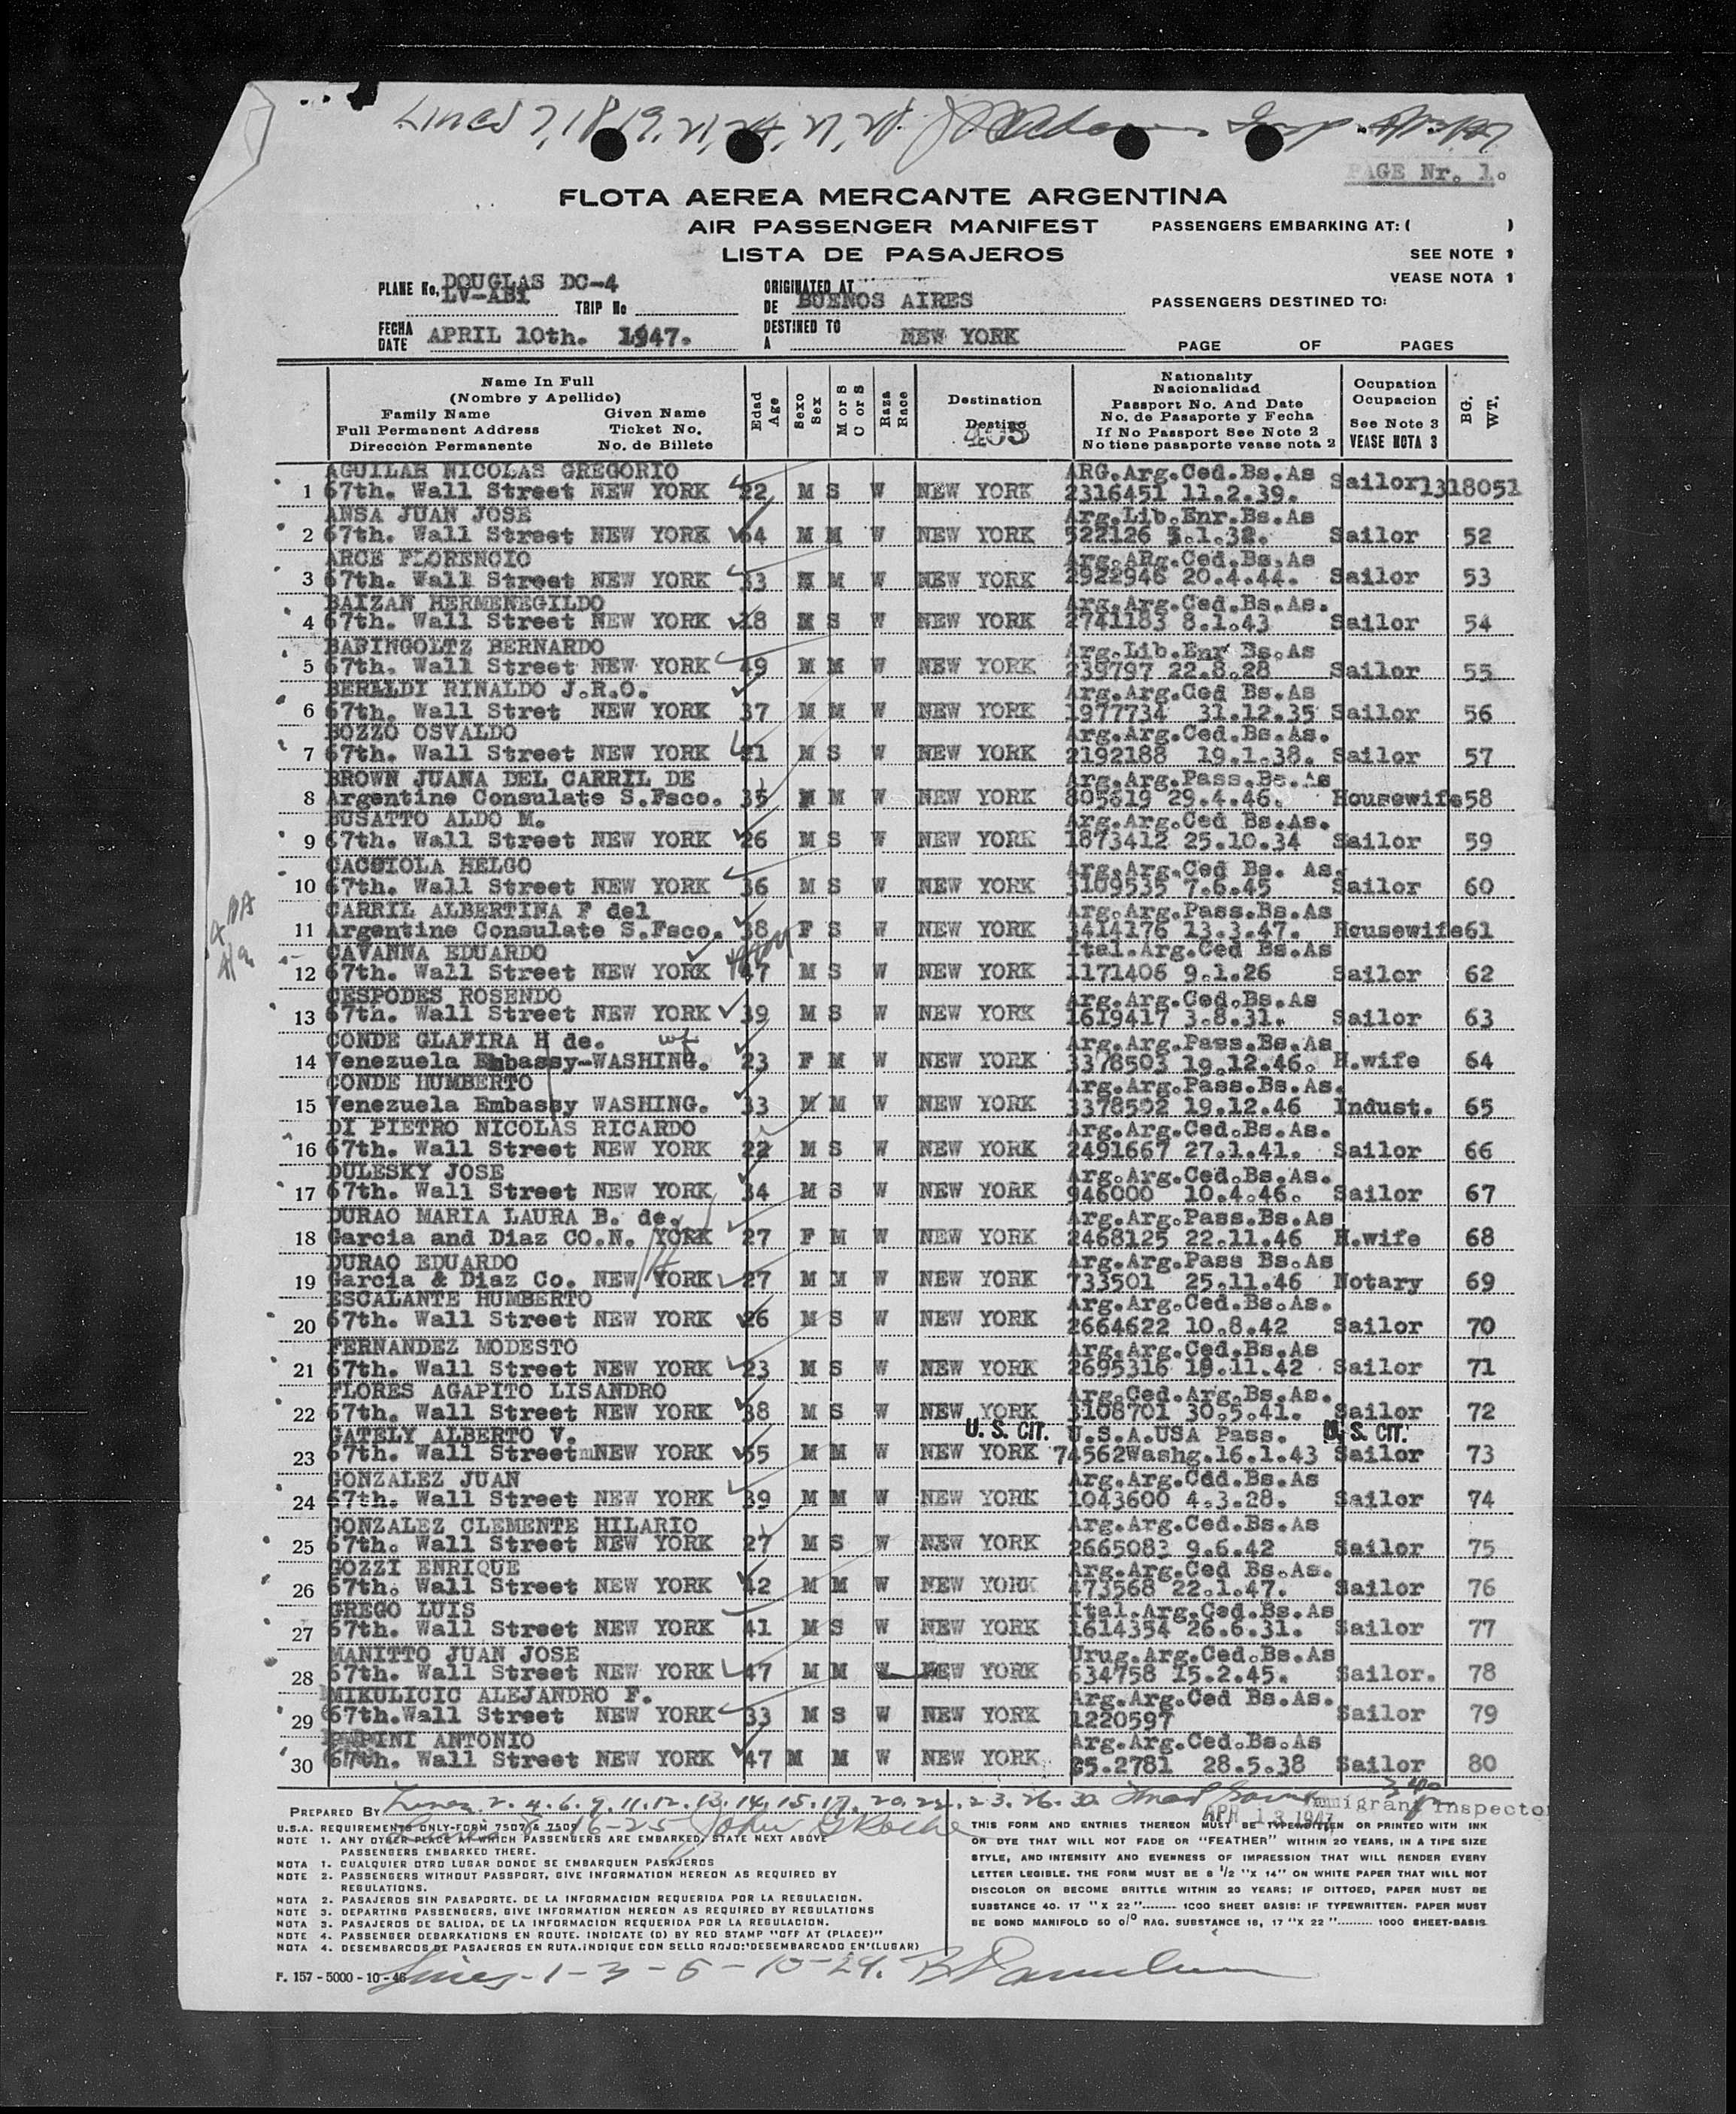 PAGE Nr. 1.
FLOTA AEREA MERCANTE ARGENTINA
AIR PASSENGER MANIFEST
LISTA DE PASAJEROS
PASSENGERS EMBARKING AT: ( )
SEE NOTE 1
VEASE NOTA 1
PLANE No. DOUGLAS DC-4
LV-ABI TRIP No
ORIGINATED AT
DE BUENOS AIRES
PASSENGERS DESTINED TO:
FECHA
DATE APRIL 10th. 1947.
DESTINED TO
A NEW YORK
PAGE OF PAGES
Name In Full
(Nombre y Apellido)
Family Name Given Name
Full Permanent Address Ticket No.
Dirección Permanente No. de Billete
Edad
Age
Sexo
Sex
M or S
C or S
Raza
Race
Destination
Destino
405
Nationality
Nacionalidad
Passport No. And Date
No. de Pasaporte y Fecha
If No Passport See Note 2
No tiene pasaporte vease nota 2
Ocupation
Ocupacion
See Note 3
VEASE NOTA 3
BG.
WT.
AGUILAR NICOLAS GREGORIO ARG.Arg.Ced.Bs.As
1 67th. Wall Street NEW YORK 22 M S W NEW YORK 2316451 11.2.39. Sailor 1318051
ANSA JUAN JOSE Arg.Lib.Enr.Bs.As
2 67th. Wall Street NEW YORK 64 M M W NEW YORK 522126 .1.32. Sailor 52
ARCE FLORENCIO Arg.ARg.Ced.Bs.As
3 67th. Wall Street NEW YORK 33 M M W NEW YORK 2922946 20.4.44. Sailor 53
BAIZAN HERMENEGILDO Arg.Arg.Ced.Bs.As.
4 67th. Wall Street NEW YORK M S W NEW YORK 2741183 8.1.43 Sailor 54
BAFINGOLTZ BERNARDO Arg.Lib.Enr Bs.As
5 67th. Wall Street NEW YORK 49 M M W NEW YORK 239797 22.8.28 Sailor 55
BERALDI RINALDO J.R.O. Arg.Arg.Ced Bs.As
6 67th. Wall Stret NEW YORK 37 M M W NEW YORK 1977734 31.12.35 Sailor 56
BOZZO OSVALDO Arg.Arg.Ced.Bs.As.
7 67th. Wall Street NEW YORK 21 M S W NEW YORK 2192188 19.1.38. Sailor 57
BROWN JUANA DEL CARRIL DE Arg.Arg.Pass.Bs.As
8 Argentine Consulate S.Fsco. 35 M W NEW YORK 805619 29.4.46. Housewife 58
BUSATTO ALDO M. Arg.Arg.Ced Bs.As.
9 67th. Wall Street NEW YORK 26 M S W NEW YORK 1873412 25.10.34 Sailor 59
CACCIOLA HELGO Arg.Arg.Ced Bs. As.
10 67th. Wall Street NEW YORK 36 M S W NEW YORK 3109535 7.6.45 Sailor 60
CARRIL ALBERTINA F del Arg.Arg.Pass.Bs.As
11 Argentine Consulate S.Fsco. 38 F S W NEW YORK 3414176 13.3.47. Housewife 61
CAVANNA EDUARDO Ital.Arg.Ced Bs.As
12 67th. Wall Street NEW YORK 47 M S W NEW YORK 1171406 9.1.26 Sailor 62
CESPODES ROSENDO Arg.Arg.Ced.Bs.As
13 67th. Wall Street NEW YORK 39 M S W NEW YORK 1619417 3.8.31. Sailor 63
CONDE GLAFIRA H de. wf Arg.Arg.Pass.Bs.As
14 Venezuela Embassy-WASHING. 23 F M W NEW YORK 3378503 19.12.46. H.wife 64
CONDE HUMBERTO Arg.Arg.Pass.Bs.As.
15 Venezuela Embassy WASHING. 33 M M W NEW YORK 3378502 19.12.46 Indust. 65
DI PIETRO NICOLAS RICARDO Arg.Arg.Ced.Bs.As.
16 67th. Wall Street NEW YORK 22 M S W NEW YORK 2491667 27.1.41. Sailor 66
DULESKY JOSE Arg.Arg.Ced.Bs.As.
17 67th. Wall Street NEW YORK 34 M S W NEW YORK 946000 10.4.46. Sailor 67
DURAO MARIA LAURA B. de. Arg.Arg.Pass.Bs.As
18 Garcia and Diaz CO.N. YORK 27 F M W NEW YORK 2468125 22.11.46 H.wife 68
DURAO EDUARDO Arg.Arg.Pass Bs.As
19 Garcia & Diaz Co. NEW YORK 27 M M W NEW YORK 733501 25.11.46 Notary 69
ESCALANTE HUMBERTO Arg.Arg.Ced.Bs.As.
20 67th. Wall Street NEW YORK 26 M S W NEW YORK 2664622 10.8.42 Sailor 70
FERNANDEZ MODESTO Arg.Arg.Ced.Bs.As
21 67th. Wall Street NEW YORK 23 M S W NEW YORK 2695316 19.11.42 Sailor 71
FLORES AGAPITO LISANDRO Arg.Ced.Arg.Bs.As.
22 67th. Wall Street NEW YORK 38 M S W NEW YORK 3108701 30.5.41. Sailor 72
GATELY ALBERTO V. U. S. CIT. U.S.A.USA Pass. U. S. CIT.
23 67th. Wall StreetmNEW YORK 55 M M W NEW YORK 74562Washg.16.1.43 Sailor 73
GONZALEZ JUAN Arg.Arg.Cdd.Bs.As
24 67th. Wall Street NEW YORK 39 M M W NEW YORK 1043600 4.3.28. Sailor 74
GONZALEZ CLEMENTE HILARIO Arg.Arg.Ced.Bs.As
25 67th. Wall Street NEW YORK 27 M S W NEW YORK 2665083 9.6.42 Sailor 75
GOZZI ENRIQUE Arg.Arg.Ced Bs.As.
26 67th. Wall Street NEW YORK 42 M M W NEW YORK 473568 22.1.47. Sailor 76
GREGO LUIS Ital.Arg.Ced.Bs.As
27 67th. Wall Street NEW YORK 41 M S W NEW YORK 1614354 26.6.31. Sailor 77
MANITTO JUAN JOSE Urug.Arg.Ced.Bs.As
28 67th. Wall Street NEW YORK 47 M M W NEW YORK 634758 15.2.45. Sailor. 78
MIKULICIC ALEJANDRO F. Arg.Arg.Ced Bs.As.
29 67th.Wall Street NEW YORK 33 M S W NEW YORK 1220597 Sailor 79
ANTONIO Arg.Arg.Ced.Bs.As
30 67th. Wall Street NEW YORK 47 M M W NEW YORK 5.2781 28.5.38 Sailor 80
PREPARED BY Lines 2.4.6.9.11.12.13.14.15.17.20.22.23.26.30.
Immigrant Inspector
APR 13 1947
16-25 John Roche
U.S.A. REQUIREMENTS ONLY-FORM 7507 & 7509
NOTE 1. ANY OTHER PLACE AT WHICH PASSENGERS ARE EMBARKED, STATE NEXT ABOVE
PASSENGERS EMBARKED THERE.
NOTA 1. CUALQUIER OTRO LUGAR DONDE SE EMBARQUEN PASAJEROS
NOTE 2. PASSENGERS WITHOUT PASSPORT, GIVE INFORMATION HEREON AS REQUIRED BY
REGULATIONS.
NOTA 2. PASAJEROS SIN PASAPORTE. DE LA INFORMACION REQUERIDA POR LA REGULACION.
NOTE 3. DEPARTING PASSENGERS, GIVE INFORMATION HEREON AS REQUIRED BY REGULATIONS
NOTA 3. PASAJEROS DE SALIDA, DE LA INFORMACION REQUERIDA POR LA REGULACION.
NOTE 4. PASSENGER DEBARKATIONS EN ROUTE. INDICATE (D) BY RED STAMP "OFF AT (PLACE)"
NOTA 4. DESEMBARCOS DE PASAJEROS EN RUTA.INDIQUE CON SELLO ROJO:'DESEMBARCADO EN'(LUGAR)
THIS FORM AND ENTRIES THEREON MUST BE TYPEWRITTEN OR PRINTED WITH INK
OR DYE THAT WILL NOT FADE OR "FEATHER" WITHIN 20 YEARS, IN A TYPE SIZE
STYLE, AND INTENSITY AND EVENNESS OF IMPRESSION THAT WILL RENDER EVERY
LETTER LEGIBLE. THE FORM MUST BE 8 1/2 "X 14" ON WHITE PAPER THAT WILL NOT
DISCOLOR OR BECOME BRITTLE WITHIN 20 YEARS; IF DITTOED, PAPER MUST BE
SUBSTANCE 40. 17 " X 22 "........ 1000 SHEET BASIS: IF TYPEWRITTEN. PAPER MUST
BE BOND MANIFOLD 50 0/0 RAG. SUBSTANCE 18, 17 "X 22 "........ 1000 SHEET-BASIS
F. 157 - 5000 - 10 - 46
Lines-1-3-5-10-29.